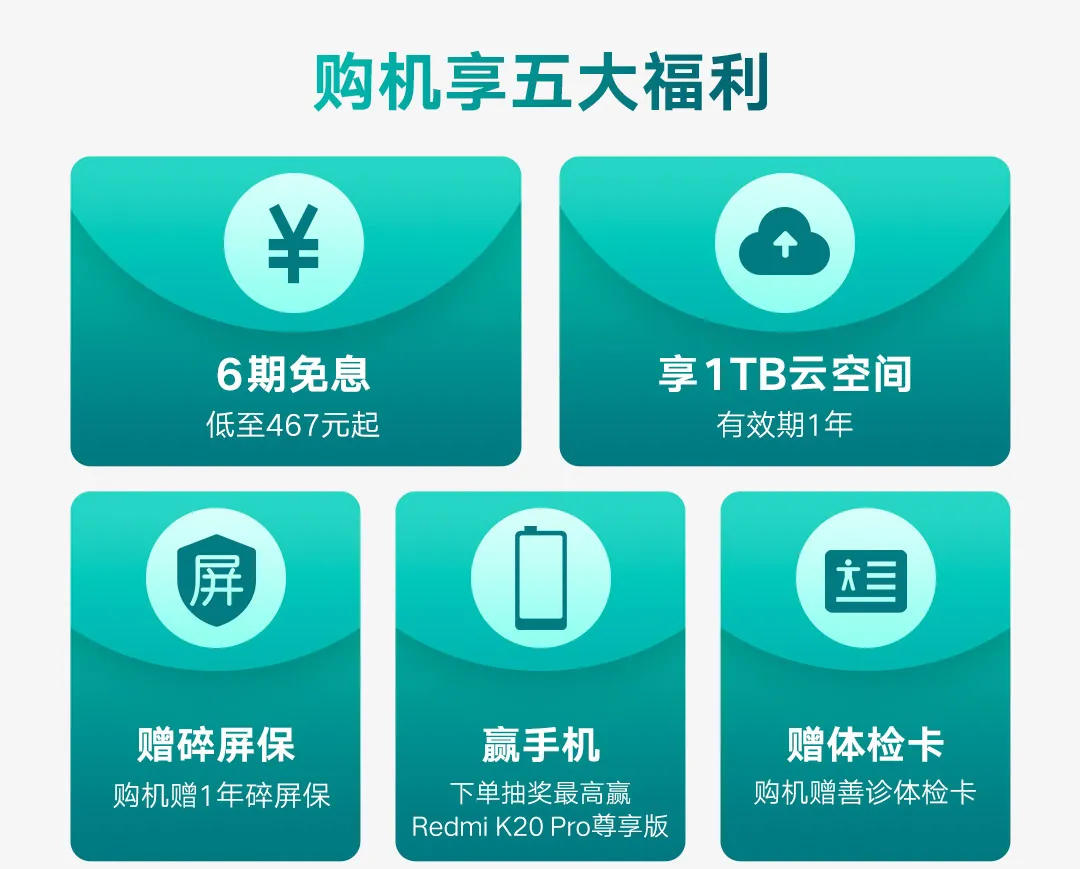 购机享五大福利
¥
6期免息
低至467元起
享1TB云空间
有效期1年
屏
赠碎屏保
购机赠1年碎屏保
赢手机
下单抽奖最高赢
Redmi K20 Pro尊享版
赠体检卡
购机赠善诊体检卡